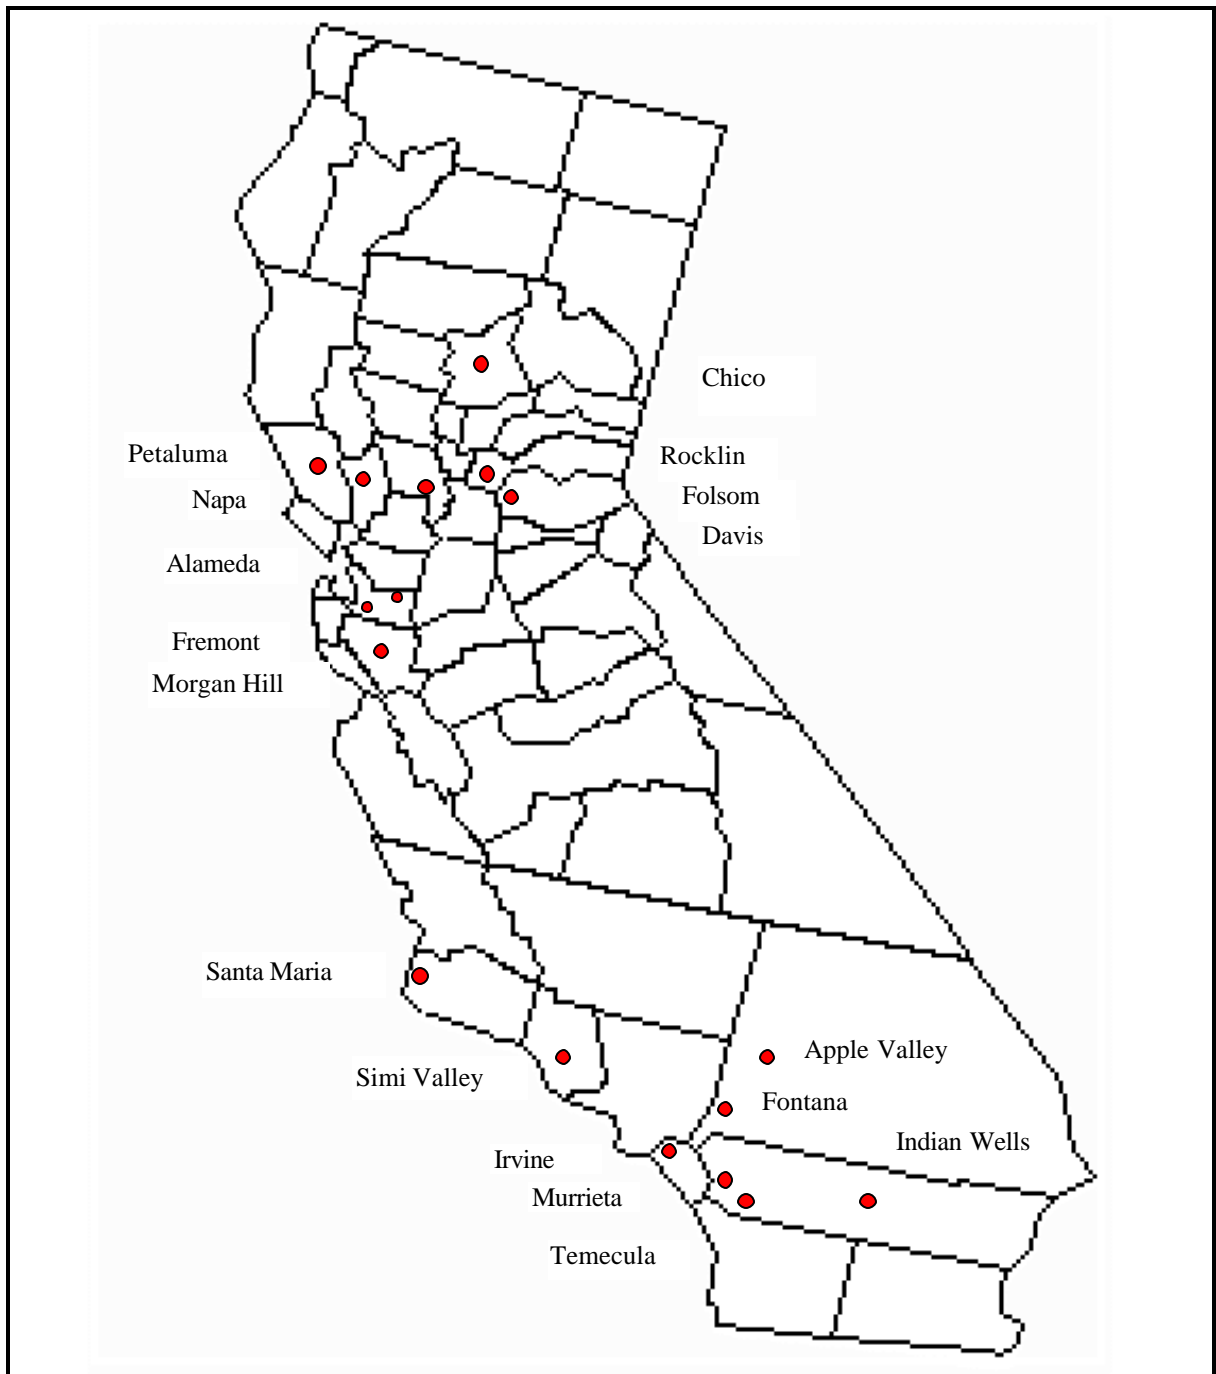 Chico
Petaluma
Rocklin
Napa
Folsom
Davis
Alameda
Fremont
Morgan Hill
Santa Maria
Apple Valley
Simi Valley
Fontana
Indian Wells
Irvine
Murrieta
Temecula